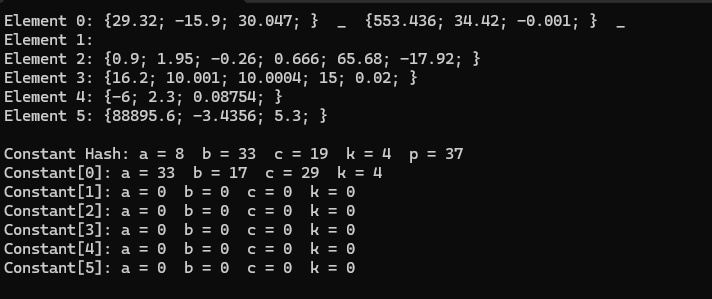 Element 0: {29.32; -15.9; 30.047; }  _  {553.436; 34.42; -0.001; }  _
Element 1:
Element 2: {0.9; 1.95; -0.26; 0.666; 65.68; -17.92; }
Element 3: {16.2; 10.001; 10.0004; 15; 0.02; }
Element 4: {-6; 2.3; 0.08754; }
Element 5: {88895.6; -3.4356; 5.3; }

Constant Hash: a = 8  b = 33  c = 19  k = 4  p = 37
Constant[0]: a = 33  b = 17  c = 29  k = 4
Constant[1]: a = 0  b = 0  c = 0  k = 0
Constant[2]: a = 0  b = 0  c = 0  k = 0
Constant[3]: a = 0  b = 0  c = 0  k = 0
Constant[4]: a = 0  b = 0  c = 0  k = 0
Constant[5]: a = 0  b = 0  c = 0  k = 0